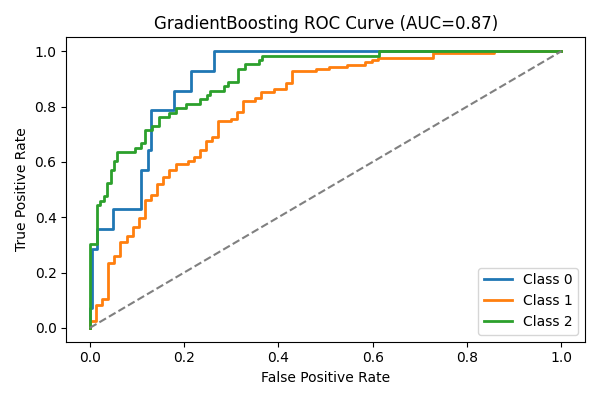 GradientBoosting ROC Curve (AUC=0.87)
True Positive Rate
1.0
0.8
0.6
0.4
0.2
0.0
Class 0
Class 1
Class 2
0.0 0.2 0.4 0.6 0.8 1.0
False Positive Rate